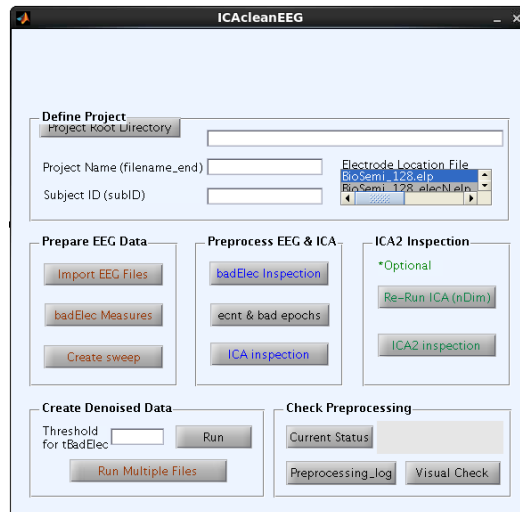 ICAcleanEEG
Define Project
Project Root Directory
Project Name (filename_end)
Electrode Location File
BioSemi_128.elp
Subject ID (subID)
BioSemi_128_elecN.elp
Prepare EEG Data
Preprocess EEG & ICA
ICA2 Inspection
*Optional
Import EEG Files
badElec Inspection
Re-Run ICA (nDim)
badElec Measures
ecnt & bad epochs
ICA2 inspection
Create sweep
ICA inspection
Create Denoised Data
Check Preprocessing
Threshold
for tBadElec
Run
Current Status
Run Multiple Files
Preprocessing_log
Visual Check